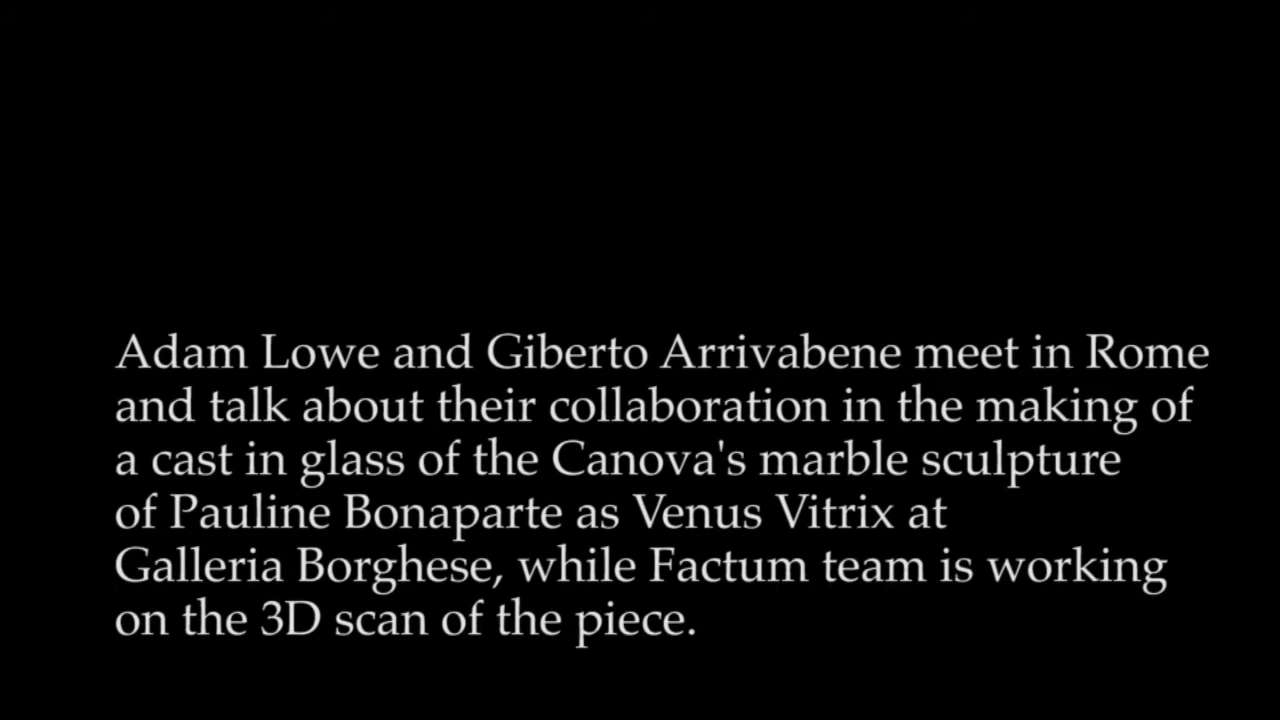 Adam Lowe and Giberto Arrivabene meet in Rome
and talk about their collaboration in the making of
a cast in glass of the Canova's marble sculpture
of Pauline Bonaparte as Venus Vitrix at
Galleria Borghese, while Factum team is working
on the 3D scan of the piece.